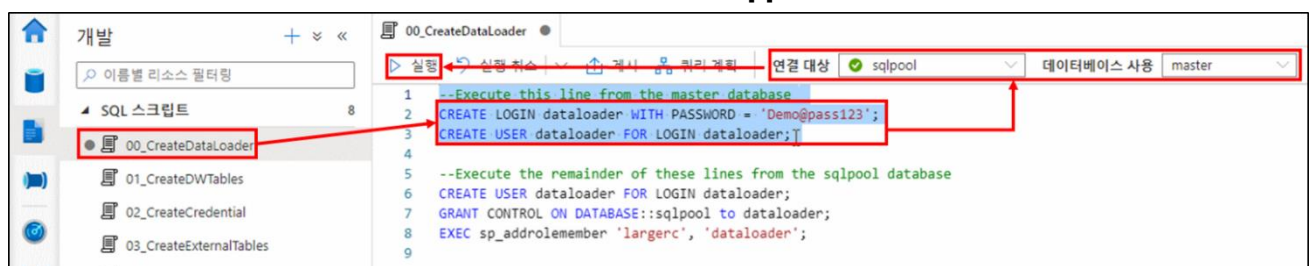 개발
이름별 리소스 필터링
SQL 스크립트 8
00_CreateDataLoader
01_CreateDWTables
02_CreateCredential
03_CreateExternalTables
00_CreateDataLoader
실행 실행 취소 게시 쿼리 계획 연결 대상 sqlpool 데이터베이스 사용 master
1 --Execute this line from the master database
2 CREATE LOGIN dataloader WITH PASSWORD = 'Demo@pass123';
3 CREATE USER dataloader FOR LOGIN dataloader;
4
5 --Execute the remainder of these lines from the sqlpool database
6 CREATE USER dataloader FOR LOGIN dataloader;
7 GRANT CONTROL ON DATABASE::sqlpool to dataloader;
8 EXEC sp_addrolemember 'largerc', 'dataloader';
9